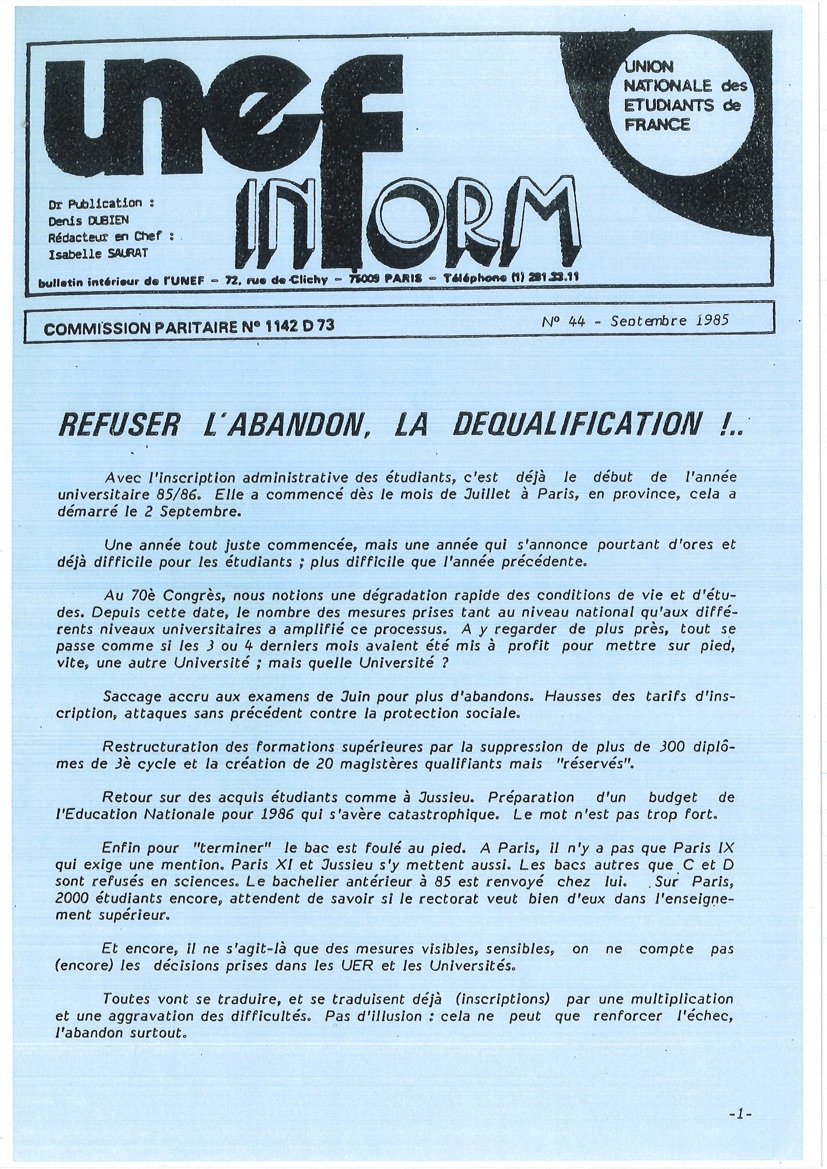 unef
INFORM
UNION
NATIONALE des
ETUDIANTS de
FRANCE
Dr Publication :
Denis DUBIEN
Rédacteur en Chef :
Isabelle SAURAT
bulletin intérieur de l'UNEF – 72, rue de Clichy – 75009 PARIS – Téléphone (1) 281.33.11
COMMISSION PARITAIRE N° 1142 D 73
N° 44 - Septembre 1985
REFUSER L'ABANDON, LA DEQUALIFICATION !..
Avec l'inscription administrative des étudiants, c'est déjà le début de l'année
universitaire 85/86. Elle a commencé dès le mois de Juillet à Paris, en province, cela a
démarré le 2 Septembre.
Une année tout juste commencée, mais une année qui s'annonce pourtant d'ores et
déjà difficile pour les étudiants ; plus difficile que l'année précédente.
Au 70è Congrès, nous notions une dégradation rapide des conditions de vie et d'étu-
des. Depuis cette date, le nombre des mesures prises tant au niveau national qu'aux diffé-
rents niveaux universitaires a amplifié ce processus. A y regarder de plus près, tout se
passe comme si les 3 ou 4 derniers mois avaient été mis à profit pour mettre sur pied,
vite, une autre Université ; mais quelle Université ?
Saccage accru aux examens de Juin pour plus d'abandons. Hausses des tarifs d'ins-
cription, attaques sans précédent contre la protection sociale.
Restructuration des formations supérieures par la suppression de plus de 300 diplô-
mes de 3è cycle et la création de 20 magistères qualifiants mais "réservés".
Retour sur des acquis étudiants comme à Jussieu. Préparation d'un budget de
l'Education Nationale pour 1986 qui s'avère catastrophique. Le mot n'est pas trop fort.
Enfin pour "terminer" le bac est foulé au pied. A Paris, il n'y a pas que Paris IX
qui exige une mention. Paris XI et Jussieu s'y mettent aussi. Les bacs autres que C et D
sont refusés en sciences. Le bachelier antérieur à 85 est renvoyé chez lui. Sur Paris,
2000 étudiants encore, attendent de savoir si le rectorat veut bien d'eux dans l'enseigne-
ment supérieur.
Et encore, il ne s'agit-là que des mesures visibles, sensibles, on ne compte pas
(encore) les décisions prises dans les UER et les Universités.
Toutes vont se traduire, et se traduisent déjà (inscriptions) par une multiplication
et une aggravation des difficultés. Pas d'illusion : cela ne peut que renforcer l'échec,
l'abandon surtout.
-1-